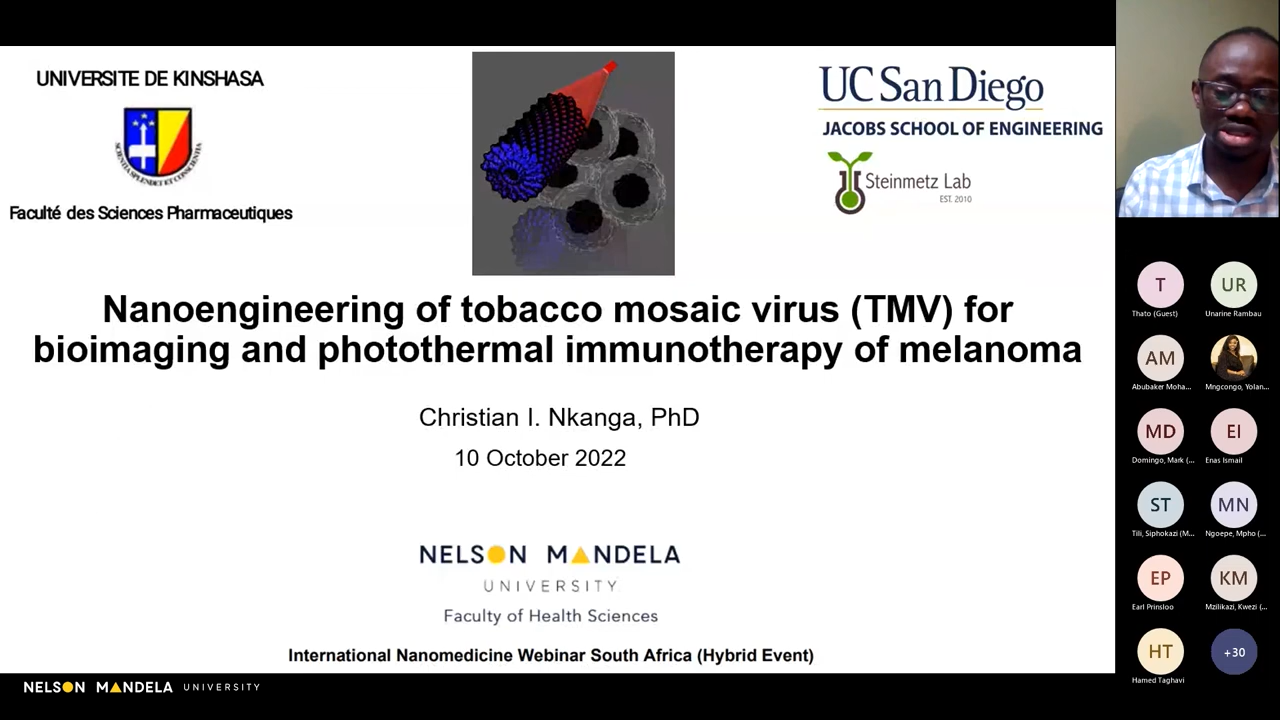 UNIVERSITE DE KINSHASA
SCIENTIA SPLENDET ET CONSCIENTIA
Faculté des Sciences Pharmaceutiques
UC San Diego
JACOBS SCHOOL OF ENGINEERING
Steinmetz Lab
EST. 2010
Nanoengineering of tobacco mosaic virus (TMV) for
bioimaging and photothermal immunotherapy of melanoma
Christian I. Nkanga, PhD
10 October 2022
NELSON MANDELA
UNIVERSITY
Faculty of Health Sciences
International Nanomedicine Webinar South Africa (Hybrid Event)
NELSON MANDELA UNIVERSITY
T
Thato (Guest)
UR
Unarine Rambau
AM
Abubaker Moha...
Mngcongo, Yolan...
MD
Domingo, Mark (...
EI
Enas Ismail
ST
Tili, Siphokazi (M...
MN
Ngoepe, Mpho (...
EP
Earl Prinsloo
KM
Mzilikazi, Kwezi (...
HT
Hamed Taghavi
+30